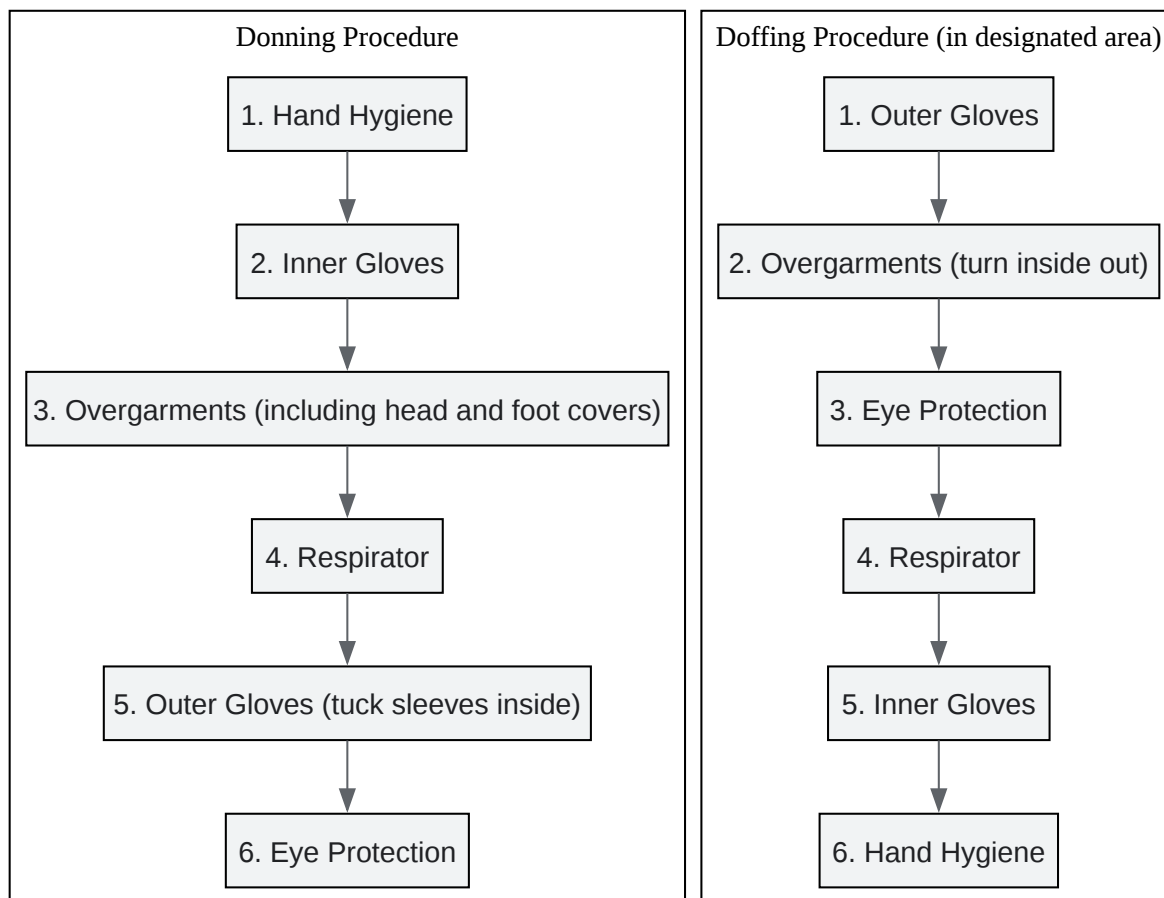 Donning Procedure
1. Hand Hygiene
2. Inner Gloves
3. Overgarments (including head and foot covers)
4. Respirator
5. Outer Gloves (tuck sleeves inside)
6. Eye Protection
Doffing Procedure (in designated area)
1. Outer Gloves
2. Overgarments (turn inside out)
3. Eye Protection
4. Respirator
5. Inner Gloves
6. Hand Hygiene